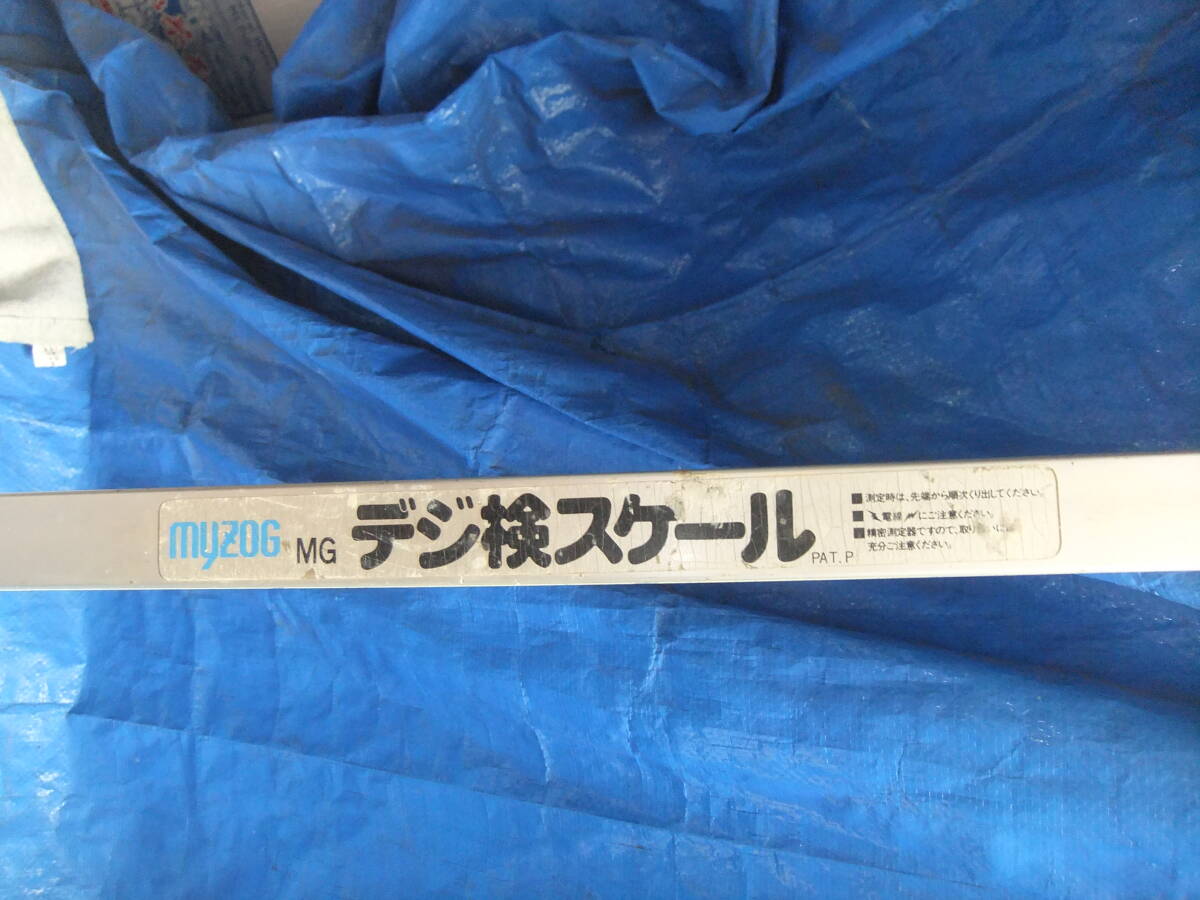 myzog MG デジ検スケール PAT.P
■測定時は、先端から順次くり出してください。
■電線にご注意ください。
■精密測定器ですので、取り いに
充分ご注意ください。